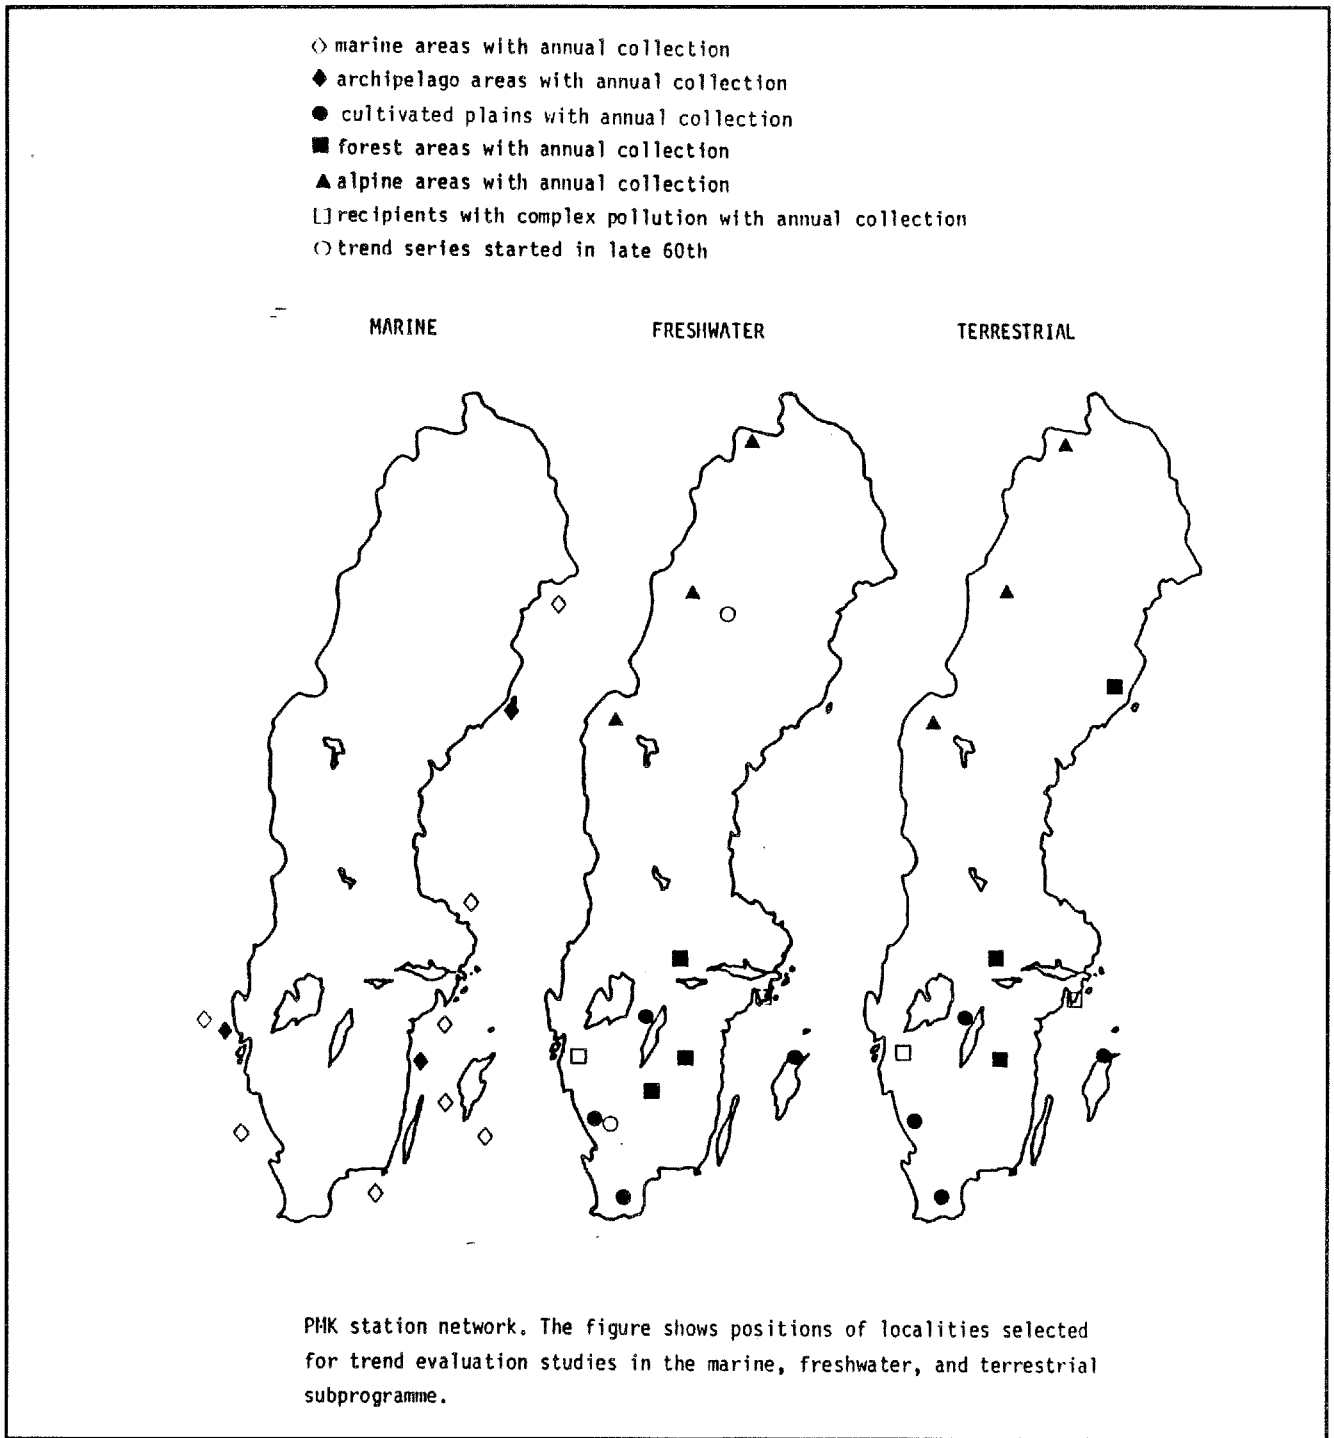 marine areas with annual collection
archipelago areas with annual collection
cultivated plains with annual collection
forest areas with annual collection
alpine areas with annual collection
recipients with complex pollution with annual collection
trend series started in late 60th
MARINE FRESHWATER TERRESTRIAL
PMK station network. The figure shows positions of localities selected
for trend evaluation studies in the marine, freshwater, and terrestrial
subprogramme.